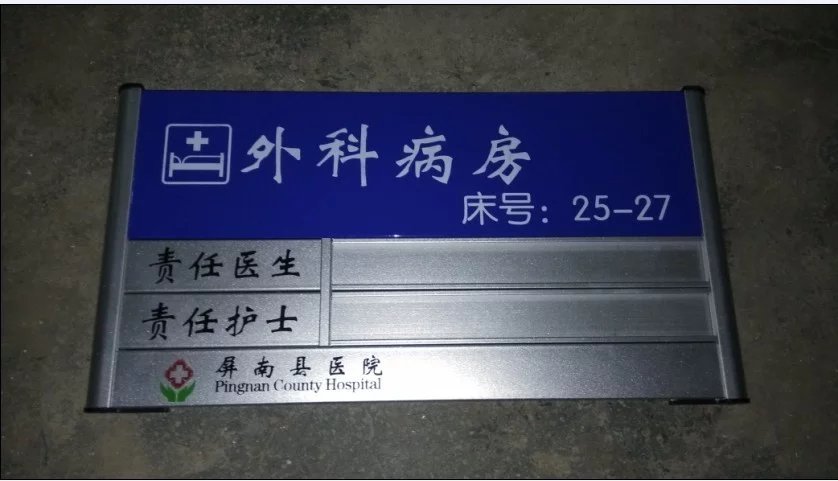 外科病房
床号：25-27
责任医生
责任护士
屏南县医院
Pingnan County Hospital